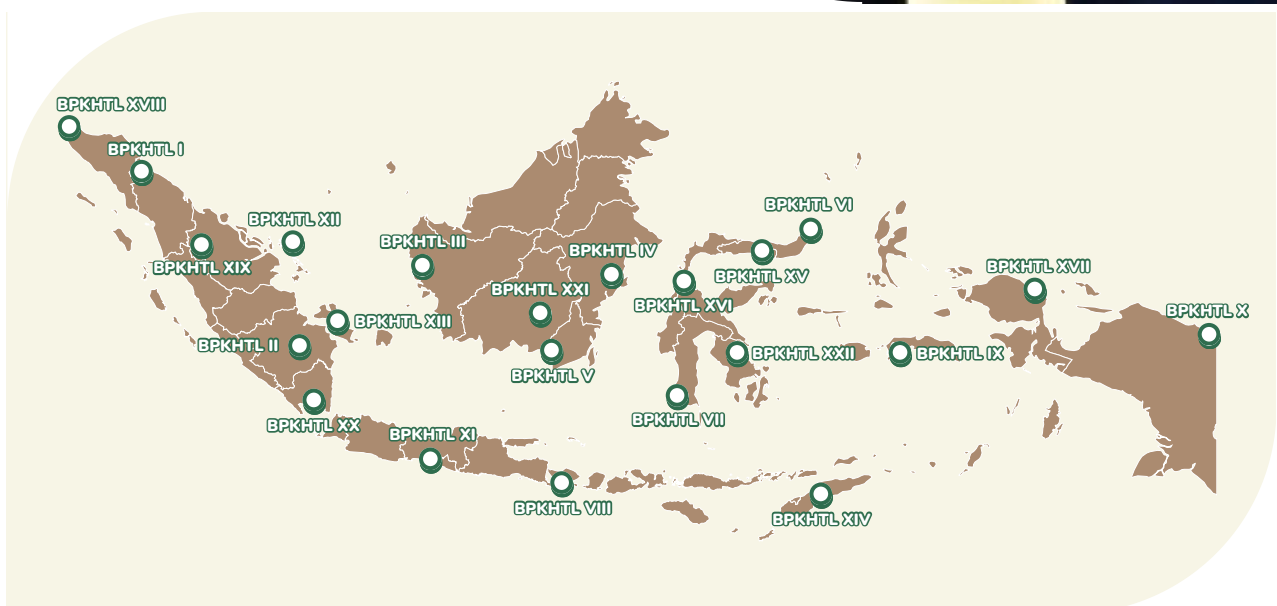 BPKHTL XVIII
BPKHTL I
BPKHTL VI
BPKHTL XII
BPKHTL III
BPKHTL IV
BPKHTL XIX
BPKHTL XVII
BPKHTL XV
BPKHTL XXI
BPKHTL XVI
BPKHTL X
BPKHTL XIII
BPKHTL II
BPKHTL XXII
BPKHTL IX
BPKHTL V
BPKHTL VII
BPKHTL XX
BPKHTL XI
BPKHTL VIII
BPKHTL XIV